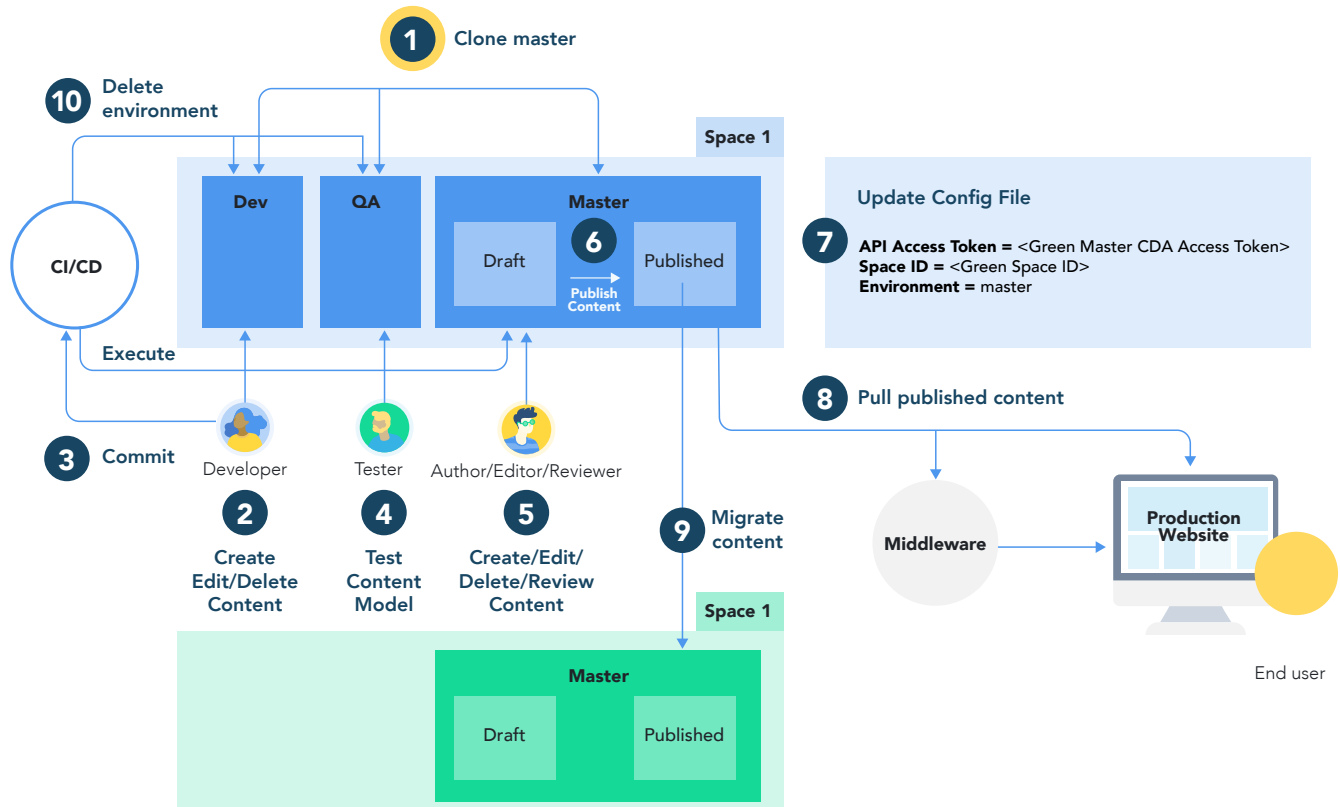 1
Clone master
10
Delete
environment
Space 1
Dev
QA
Master
CI/CD
Draft
6
Publish
Content
Published
7
Update Config File
API Access Token = <Green Master CDA Access Token>
Space ID = <Green Space ID>
Environment = master
Execute
8
Pull published content
3
Commit
Developer
Tester
Author/Editor/Reviewer
2
Create
Edit/Delete
Content
4
Test
Content
Model
5
Create/Edit/
Delete/Review
Content
9
Migrate
content
Middleware
Production
Website
End user
Space 1
Master
Draft
Published